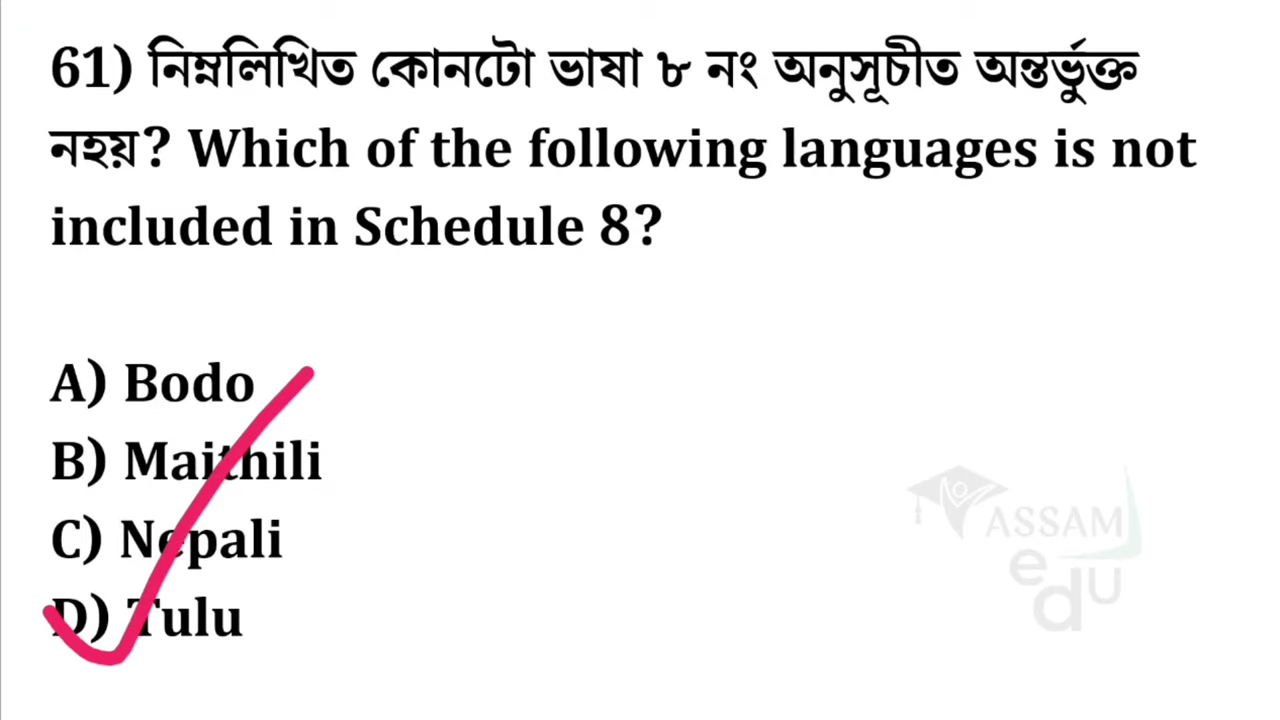 61) নিম্নলিখিত কোনটো ভাষা ৮ নং অনুসূচীত অন্তৰ্ভুক্ত
নহয়? Which of the following languages is not
included in Schedule 8?
A) Bodo
B) Maithili
C) Nepali
D) Tulu
ASSAM
edu